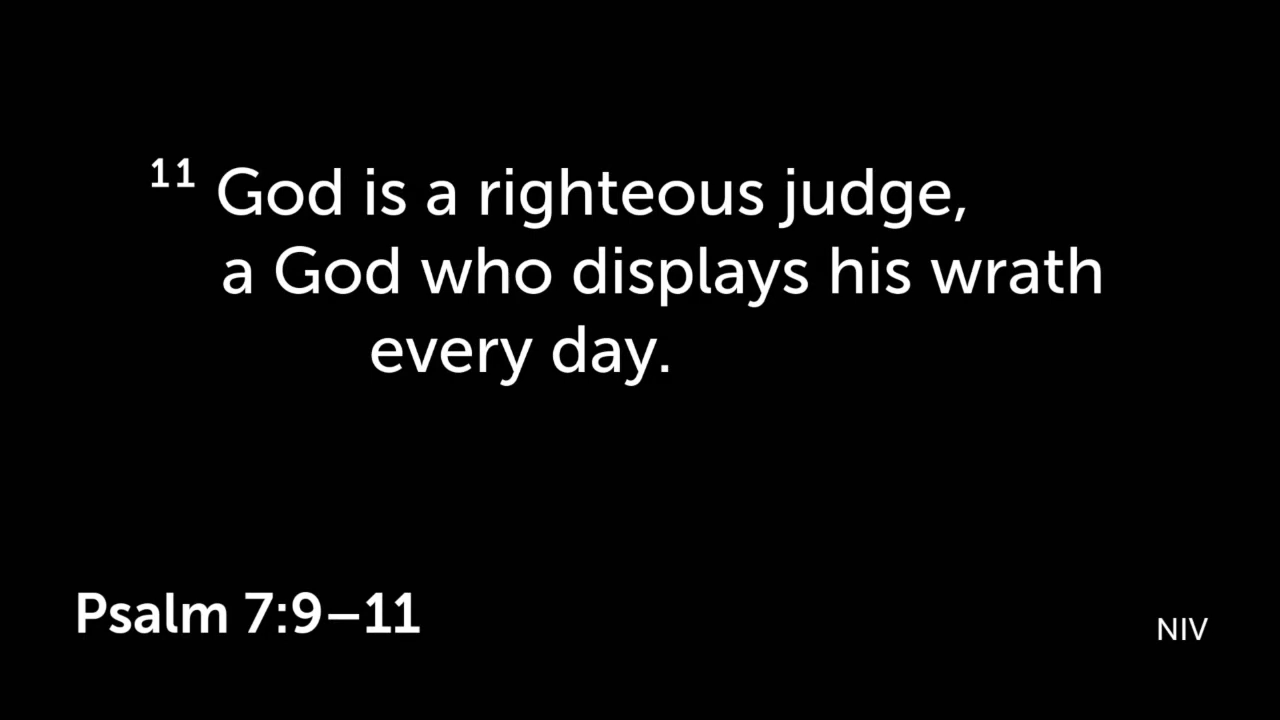 11 God is a righteous judge,
a God who displays his wrath
every day.
Psalm 7:9–11
NIV